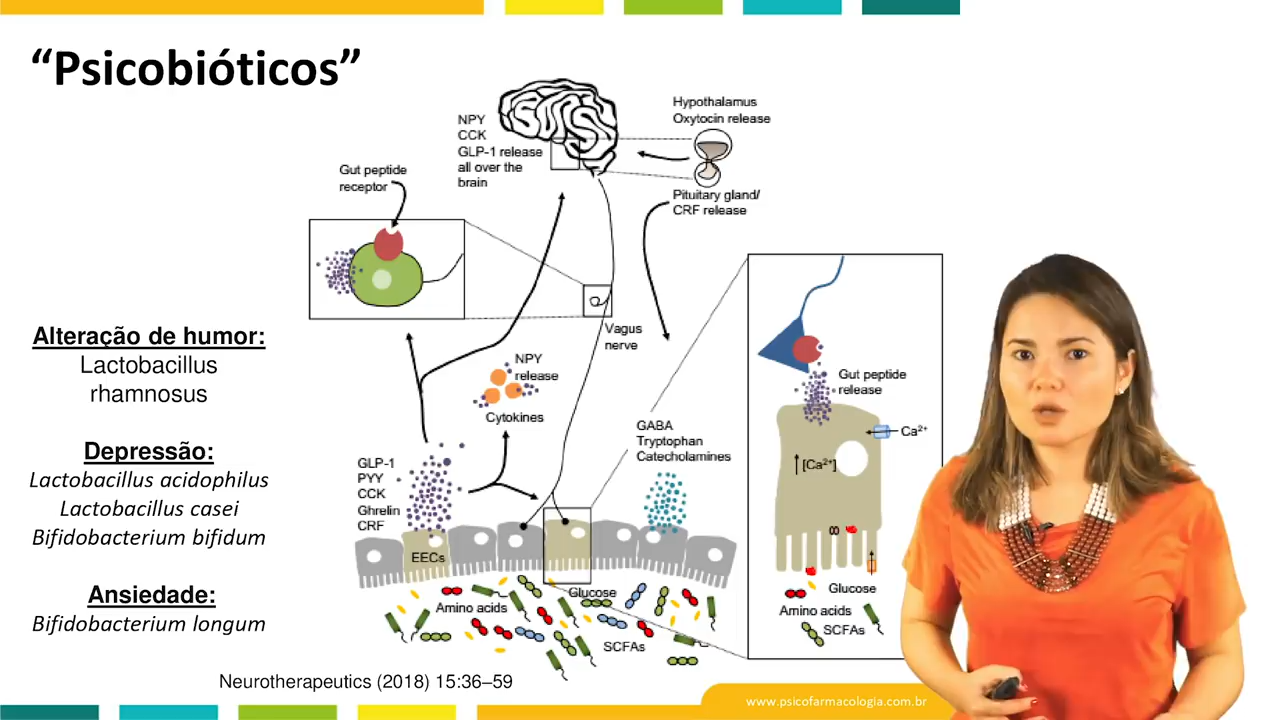 “Psicobióticos”
NPY
CCK
GLP-1 release
all over the
brain
Hypothalamus
Oxytocin release
Pituitary gland/
CRF release
Gut peptide
receptor
Vagus
nerve
Alteração de humor:
Lactobacillus
rhamnosus
Depressão:
Lactobacillus acidophilus
Lactobacillus casei
Bifidobacterium bifidum
Ansiedade:
Bifidobacterium longum
NPY
release
Cytokines
GLP-1
PYY
CCK
Ghrelin
CRF
EECs
GABA
Tryptophan
Catecholamines
Amino acids
Glucose
SCFAs
Gut peptide
release
Ca²⁺
[Ca²⁺]
Glucose
Amino acids
SCFAs
Neurotherapeutics (2018) 15:36–59
www.psicofarmacologia.com.br